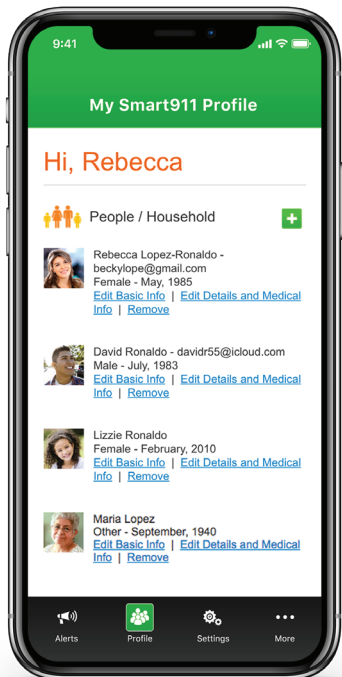 9:41
My Smart911 Profile
Hi, Rebecca
People / Household
Rebecca Lopez-Ronaldo -
beckylope@gmail.com
Female - May, 1985
Edit Basic Info | Edit Details and Medical
Info | Remove
David Ronaldo - davidr55@icloud.com
Male - July, 1983
Edit Basic Info | Edit Details and Medical
Info | Remove
Lizzie Ronaldo
Female - February, 2010
Edit Basic Info | Edit Details and Medical
Info | Remove
Maria Lopez
Other - September, 1940
Edit Basic Info | Edit Details and Medical
Info | Remove
Alerts Profile Settings More